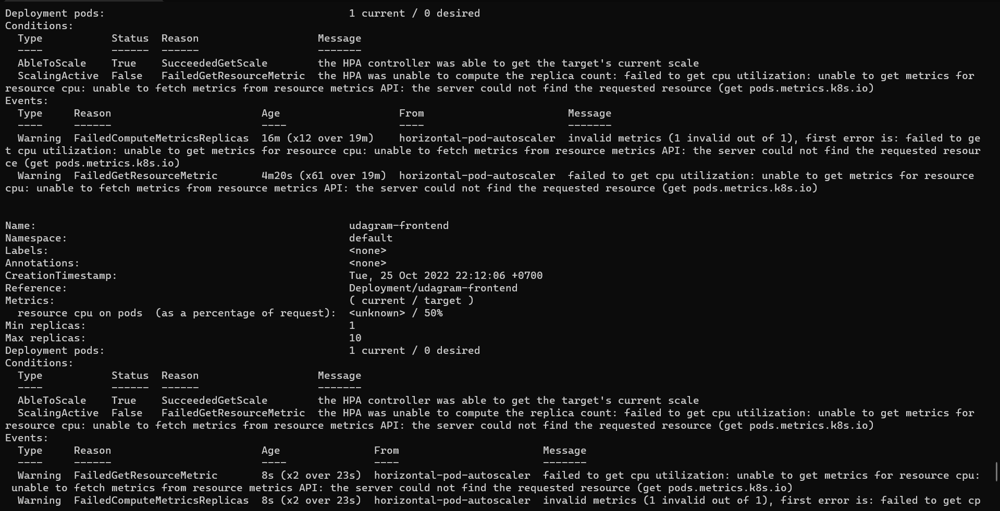 Deployment pods:                                       1 current / 0 desired
Conditions:
  Type           Status  Reason                   Message
  ----           ------  ------                   -------
  AbleToScale    True    SucceededGetScale        the HPA controller was able to get the target's current scale
  ScalingActive  False   FailedGetResourceMetric  the HPA was unable to compute the replica count: failed to get cpu utilization: unable to get metrics for
resource cpu: unable to fetch metrics from resource metrics API: the server could not find the requested resource (get pods.metrics.k8s.io)
Events:
  Type     Reason                        Age                   From                       Message
  ----     ------                        ----                  ----                       -------
  Warning  FailedComputeMetricsReplicas  16m (x12 over 19m)    horizontal-pod-autoscaler  invalid metrics (1 invalid out of 1), first error is: failed to ge
t cpu utilization: unable to get metrics for resource cpu: unable to fetch metrics from resource metrics API: the server could not find the requested resour
ce (get pods.metrics.k8s.io)
  Warning  FailedGetResourceMetric       4m20s (x61 over 19m)  horizontal-pod-autoscaler  failed to get cpu utilization: unable to get metrics for resource
cpu: unable to fetch metrics from resource metrics API: the server could not find the requested resource (get pods.metrics.k8s.io)
Name:                                                  udagram-frontend
Namespace:                                             default
Labels:                                                <none>
Annotations:                                           <none>
CreationTimestamp:                                     Tue, 25 Oct 2022 22:12:06 +0700
Reference:                                             Deployment/udagram-frontend
Metrics:                                               ( current / target )
  resource cpu on pods  (as a percentage of request):  <unknown> / 50%
Min replicas:                                          1
Max replicas:                                          10
Deployment pods:                                       1 current / 0 desired
Conditions:
  Type           Status  Reason                   Message
  ----           ------  ------                   -------
  AbleToScale    True    SucceededGetScale        the HPA controller was able to get the target's current scale
  ScalingActive  False   FailedGetResourceMetric  the HPA was unable to compute the replica count: failed to get cpu utilization: unable to get metrics for
resource cpu: unable to fetch metrics from resource metrics API: the server could not find the requested resource (get pods.metrics.k8s.io)
Events:
  Type     Reason                        Age               From                       Message
  ----     ------                        ----              ----                       -------
  Warning  FailedGetResourceMetric       8s (x2 over 23s)  horizontal-pod-autoscaler  failed to get cpu utilization: unable to get metrics for resource cpu:
 unable to fetch metrics from resource metrics API: the server could not find the requested resource (get pods.metrics.k8s.io)
  Warning  FailedComputeMetricsReplicas  8s (x2 over 23s)  horizontal-pod-autoscaler  invalid metrics (1 invalid out of 1), first error is: failed to get cp